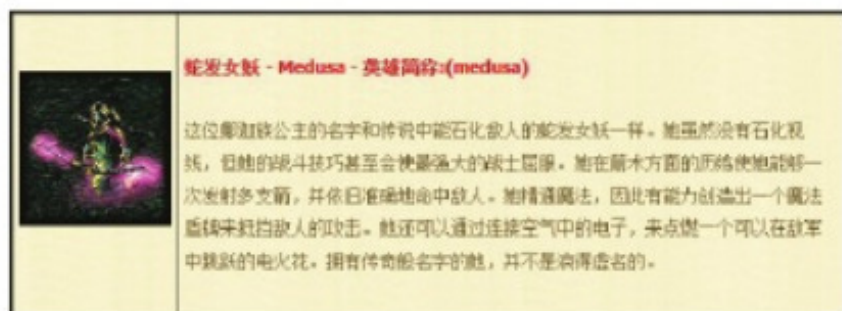 蛇发女妖 - Medusa - 英雄简称:(medusa)
这位那迦族公主的名字和传说中能石化敌人的蛇发女妖一样。她虽然没有石化视
线，但她的战斗技巧甚至会使最强大的战士屈服。她在箭术方面的历练使她能够一
次发射多支箭，并依旧准确地命中敌人。她精通魔法，因此有能力创造出一个魔法
盾牌来抵挡敌人的攻击。她还可以通过连接空气中的电子，来点燃一个可以在敌军
中跳跃的电火花。拥有传奇般名字的她，并不是浪得虚名的。